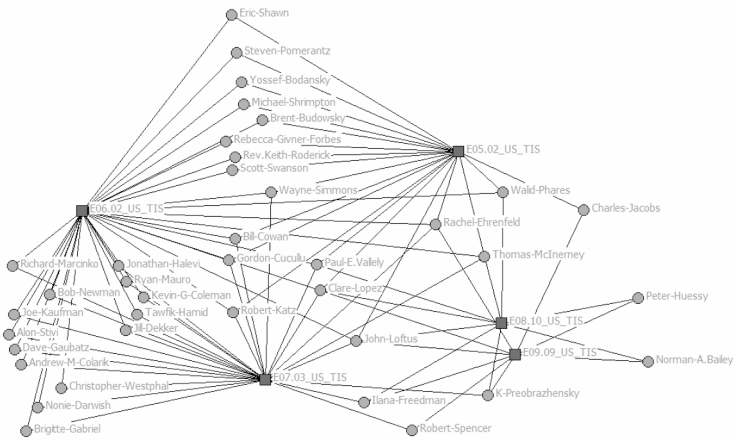 Eric-Shawn
Steven-Pomerantz
Yossef-Bodansky
Michael-Shrimpton
Brent-Budowsky
Rebecca-Givner-Forbes
E05.02_US_TIS
Rev.Keith-Roderick
Scott-Swanson
Wayne-Simmons
Walid-Phares
E06.02_US_TIS
Charles-Jacobs
Rachel-Ehrenfeld
Bill-Cowan
Thomas-McInerney
Gordon-Cucullu
Paul-E.Vallely
Richard-Marcinko
Jonathan-Halevi
Ryan-Mauro
Clare-Lopez
Bob-Newman
Kevin-G-Coleman
Peter-Huessy
Joe-Kaufman
Tawfik-Hamid
Robert-Katz
E08.10_US_TIS
Alon-Stivi
Jill-Dekker
John-Loftus
Dave-Gaubatz
E09.09_US_TIS
Andrew-M-Colarik
Norman-A.Bailey
E07.03_US_TIS
Christopher-Westphal
K-Preobrazhensky
Ilana-Freedman
Nonie-Darwish
Brigitte-Gabriel
Robert-Spencer